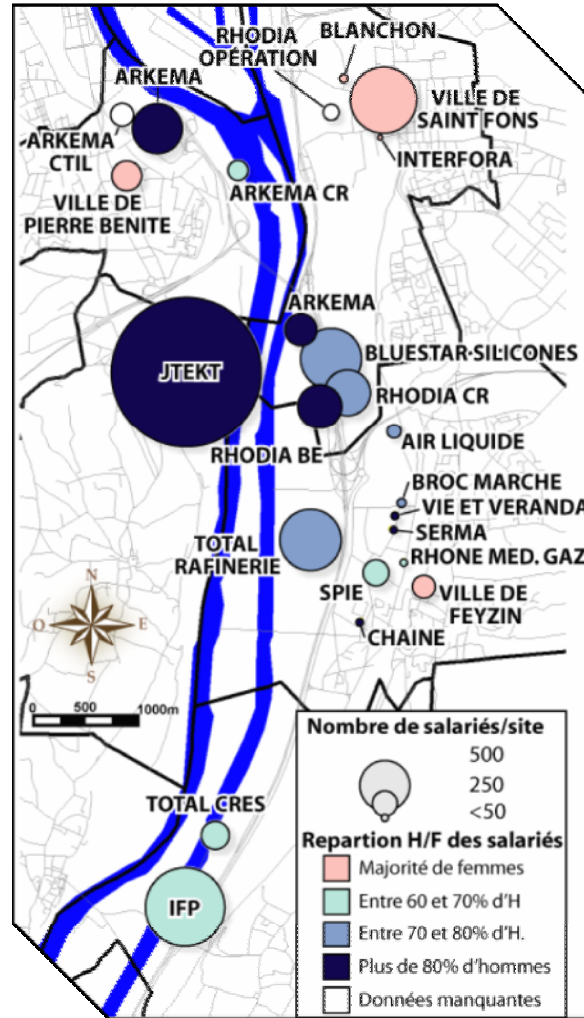 BLANCHON
RHODIA
OPÉRATION
ARKEMA
VILLE DE
SAINT FONS
ARKEMA
CTIL
INTERFORA
ARKEMA CR
VILLE DE
PIERRE BENITE
ARKEMA
JTEKT
BLUESTAR SILICONES
RHODIA CR
AIR LIQUIDE
RHODIA BE
BROC MARCHE
VIE ET VERANDA
SERMA
TOTAL
RAFINERIE
RHONE MED. GAZ
SPIE
VILLE DE
FEYZIN
CHAINE
N
O
E
S
0 500 1000m
Nombre de salariés/site
500
250
<50
Repartion H/F des salariés
Majorité de femmes
Entre 60 et 70% d'H
Entre 70 et 80% d'H.
Plus de 80% d'hommes
Données manquantes
TOTAL CRES
IFP